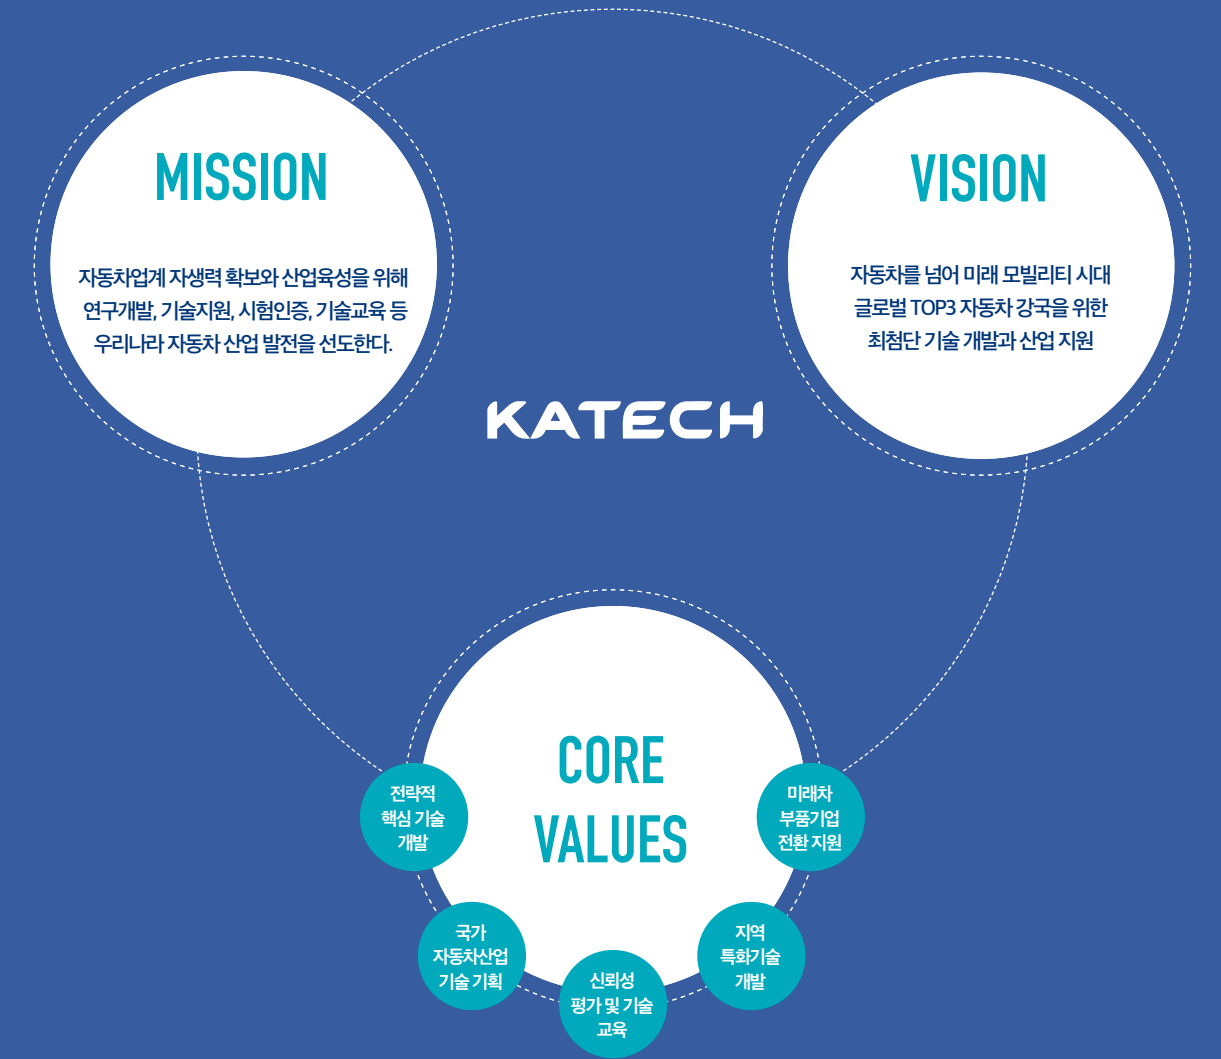 MISSION
자동차업계 자생력 확보와 산업육성을 위해
연구개발, 기술지원, 시험인증, 기술교육 등
우리나라 자동차 산업 발전을 선도한다.
VISION
자동차를 넘어 미래 모빌리티 시대
글로벌 TOP3 자동차 강국을 위한
최첨단 기술 개발과 산업 지원
KATECH
CORE
VALUES
전략적
핵심 기술
개발
국가
자동차산업
기술 기획
신뢰성
평가 및 기술
교육
지역
특화기술
개발
미래차
부품기업
전환 지원